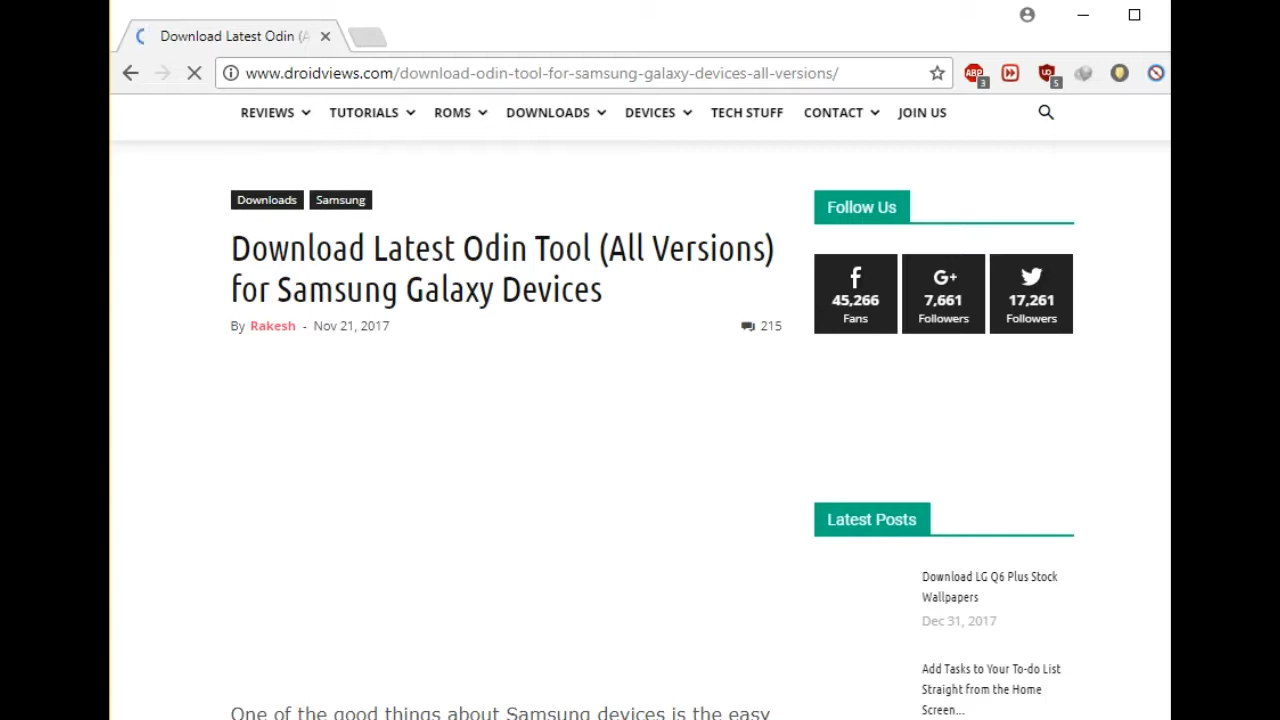 Download Latest Odin (A
www.droidviews.com/download-odin-tool-for-samsung-galaxy-devices-all-versions/
ABP 3
UO 5
REVIEWS TUTORIALS ROMS DOWNLOADS DEVICES TECH STUFF CONTACT JOIN US
Downloads Samsung
Download Latest Odin Tool (All Versions)
for Samsung Galaxy Devices
By Rakesh - Nov 21, 2017 215
One of the good things about Samsung devices is the easy
Follow Us
45,266 7,661 17,261
Fans Followers Followers
Latest Posts
Download LG Q6 Plus Stock
Wallpapers
Dec 31, 2017
Add Tasks to Your To-do List
Straight from the Home
Screen...